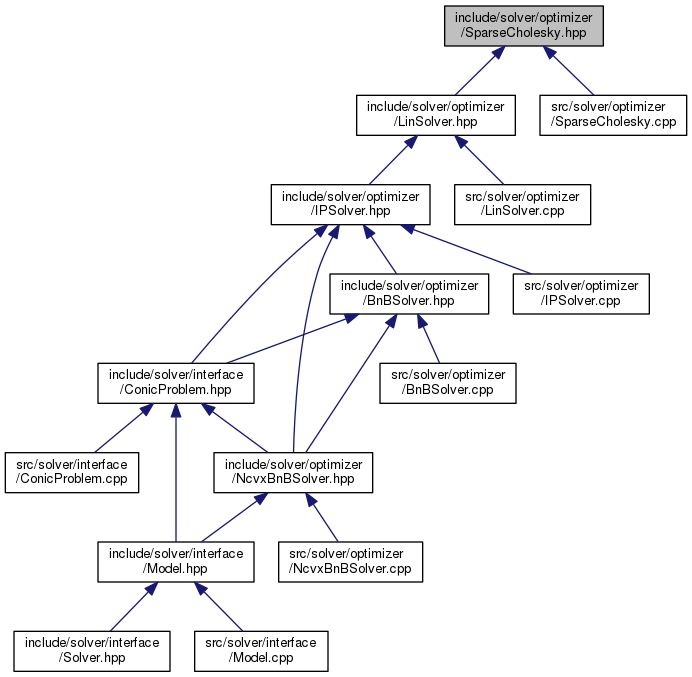 include/solver/optimizer
/SparseCholesky.hpp
include/solver/optimizer
/LinSolver.hpp
src/solver/optimizer
/SparseCholesky.cpp
include/solver/optimizer
/IPSolver.hpp
src/solver/optimizer
/LinSolver.cpp
include/solver/optimizer
/BnBSolver.hpp
src/solver/optimizer
/IPSolver.cpp
include/solver/interface
/ConicProblem.hpp
src/solver/optimizer
/BnBSolver.cpp
src/solver/interface
/ConicProblem.cpp
include/solver/optimizer
/NcvxBnBSolver.hpp
include/solver/interface
/Model.hpp
src/solver/optimizer
/NcvxBnBSolver.cpp
include/solver/interface
/Solver.hpp
src/solver/interface
/Model.cpp